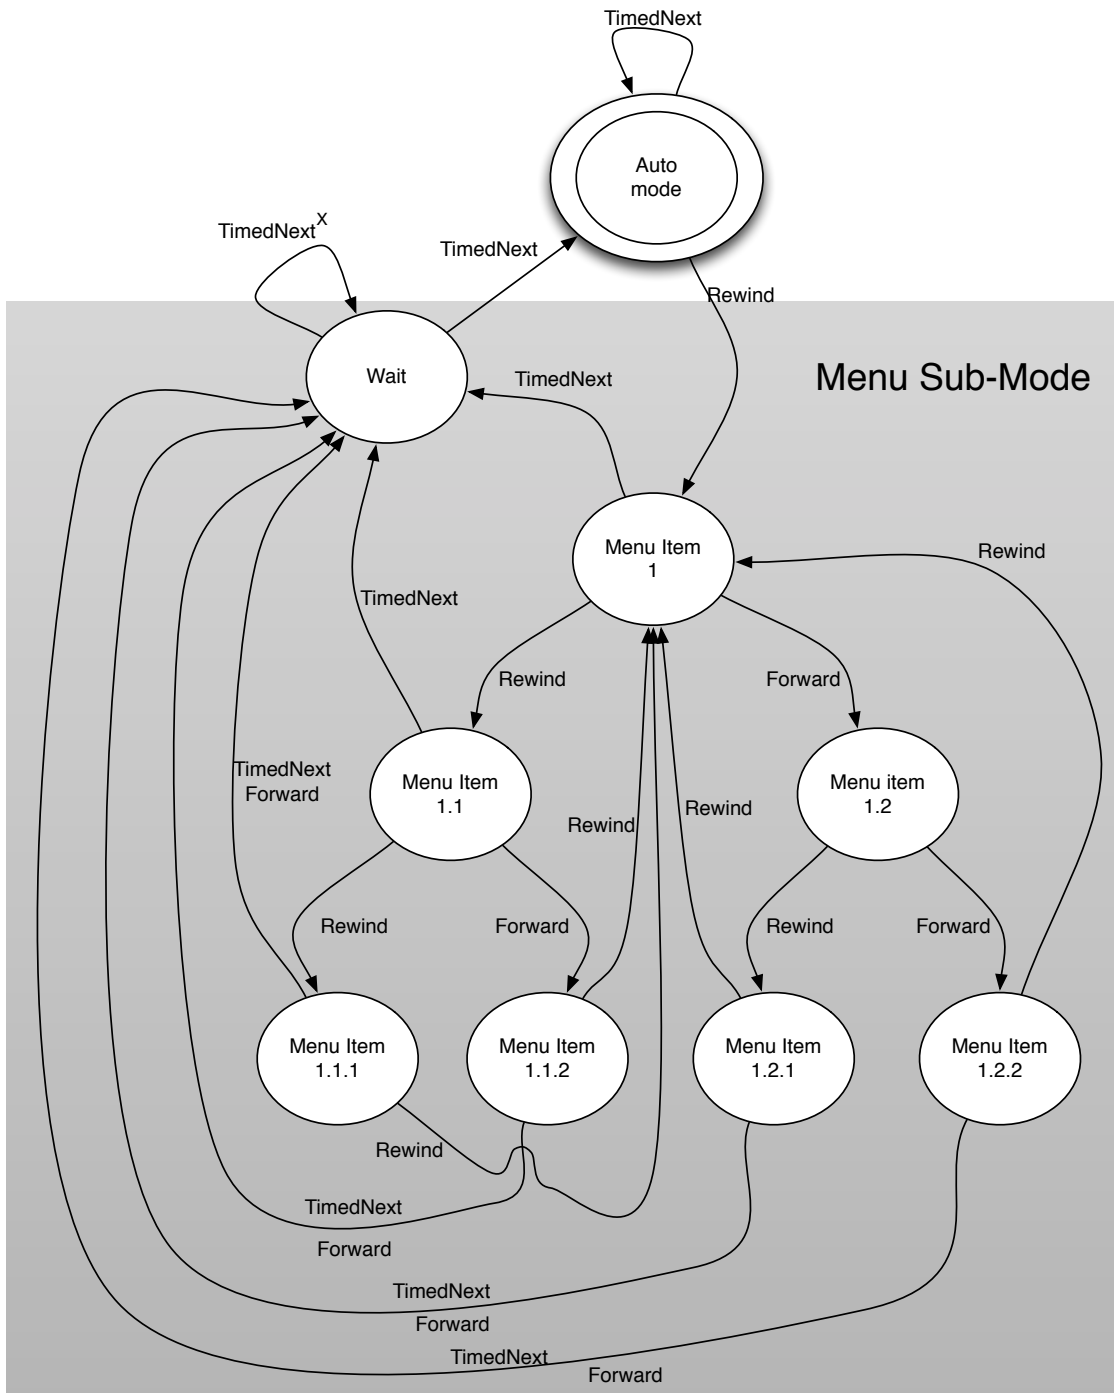 TimedNext
Auto
mode
TimedNextX
TimedNext
Rewind
Wait
TimedNext
Menu Sub-Mode
Menu Item
1
Rewind
TimedNext
Rewind
Forward
Menu Item
1.1
Menu item
1.2
TimedNext
Forward
Rewind
Rewind
Rewind
Forward
Rewind
Forward
Menu Item
1.1.1
Menu Item
1.1.2
Menu Item
1.2.1
Menu Item
1.2.2
Rewind
TimedNext
Forward
TimedNext
Forward
TimedNext
Forward